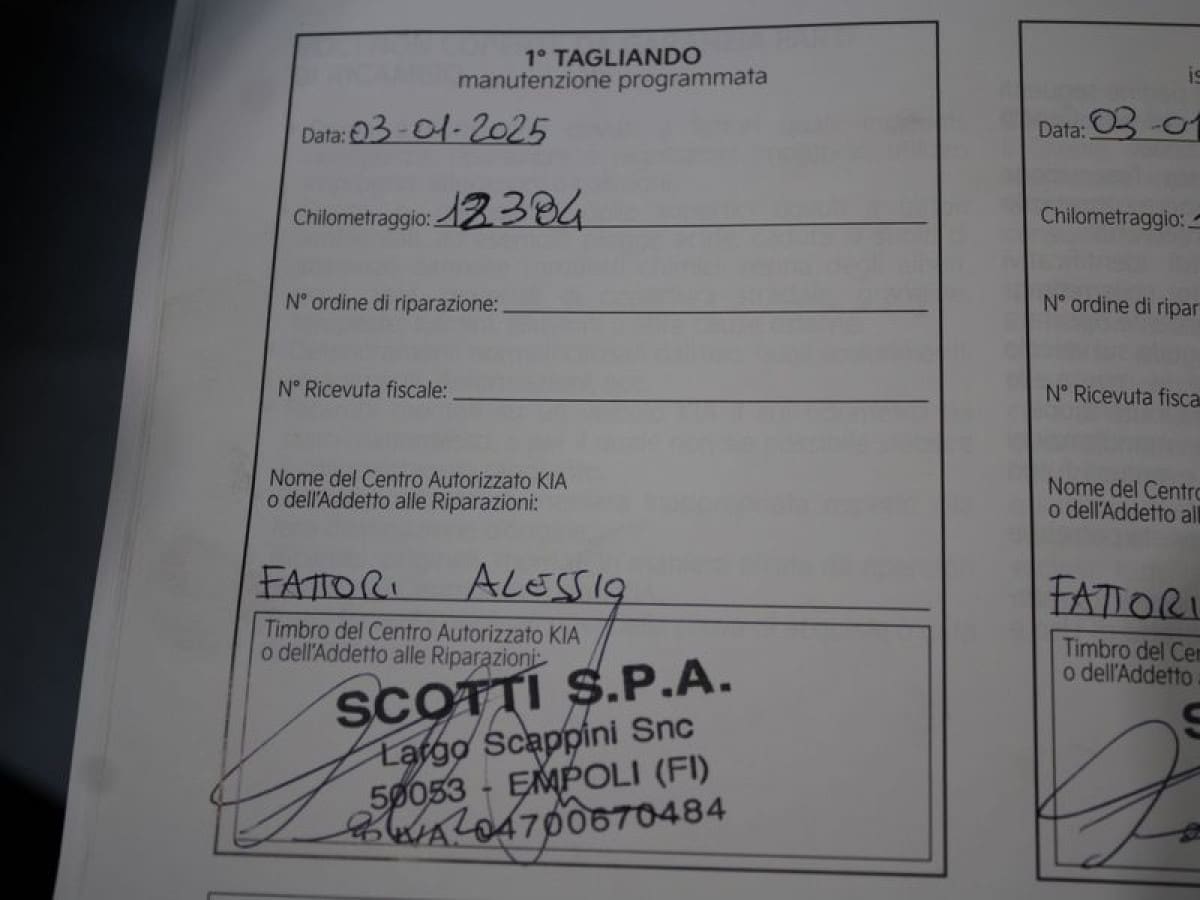 1° TAGLIANDO
manutenzione programmata
Data: 03-01-2025
Chilometraggio: 12384
N° ordine di riparazione:
N° Ricevuta fiscale:
Nome del Centro Autorizzato KIA
o dell'Addetto alle Riparazioni:
FATTORI ALESSIO
Timbro del Centro Autorizzato KIA
o dell'Addetto alle Riparazioni:
SCOTTI S.P.A.
Largo Scappini Snc
50053 - EMPOLI (FI)
P. IVA: 04700670484
is
Data: 03-01
Chilometraggio:
N° ordine di ripar
N° Ricevuta fisca
Nome del Centro
o dell'Addetto all
FATTORI
Timbro del Cen
o dell'Addetto
S